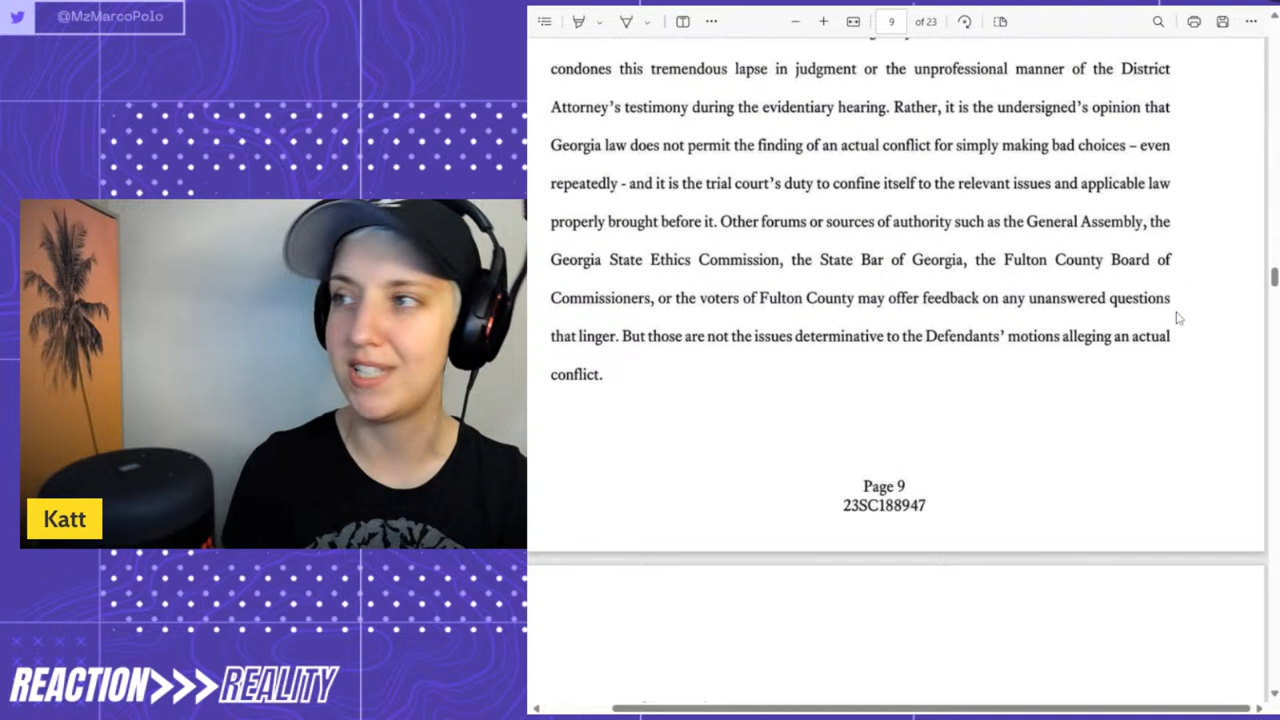 @MzMarcoPolo
9
of 23
condones this tremendous lapse in judgment or the unprofessional manner of the District
Attorney's testimony during the evidentiary hearing. Rather, it is the undersigned's opinion that
Georgia law does not permit the finding of an actual conflict for simply making bad choices – even
repeatedly - and it is the trial court's duty to confine itself to the relevant issues and applicable law
properly brought before it. Other forums or sources of authority such as the General Assembly, the
Georgia State Ethics Commission, the State Bar of Georgia, the Fulton County Board of
Commissioners, or the voters of Fulton County may offer feedback on any unanswered questions
that linger. But those are not the issues determinative to the Defendants' motions alleging an actual
conflict.
Page 9
23SC188947
Katt
REACTION>>>REALITY